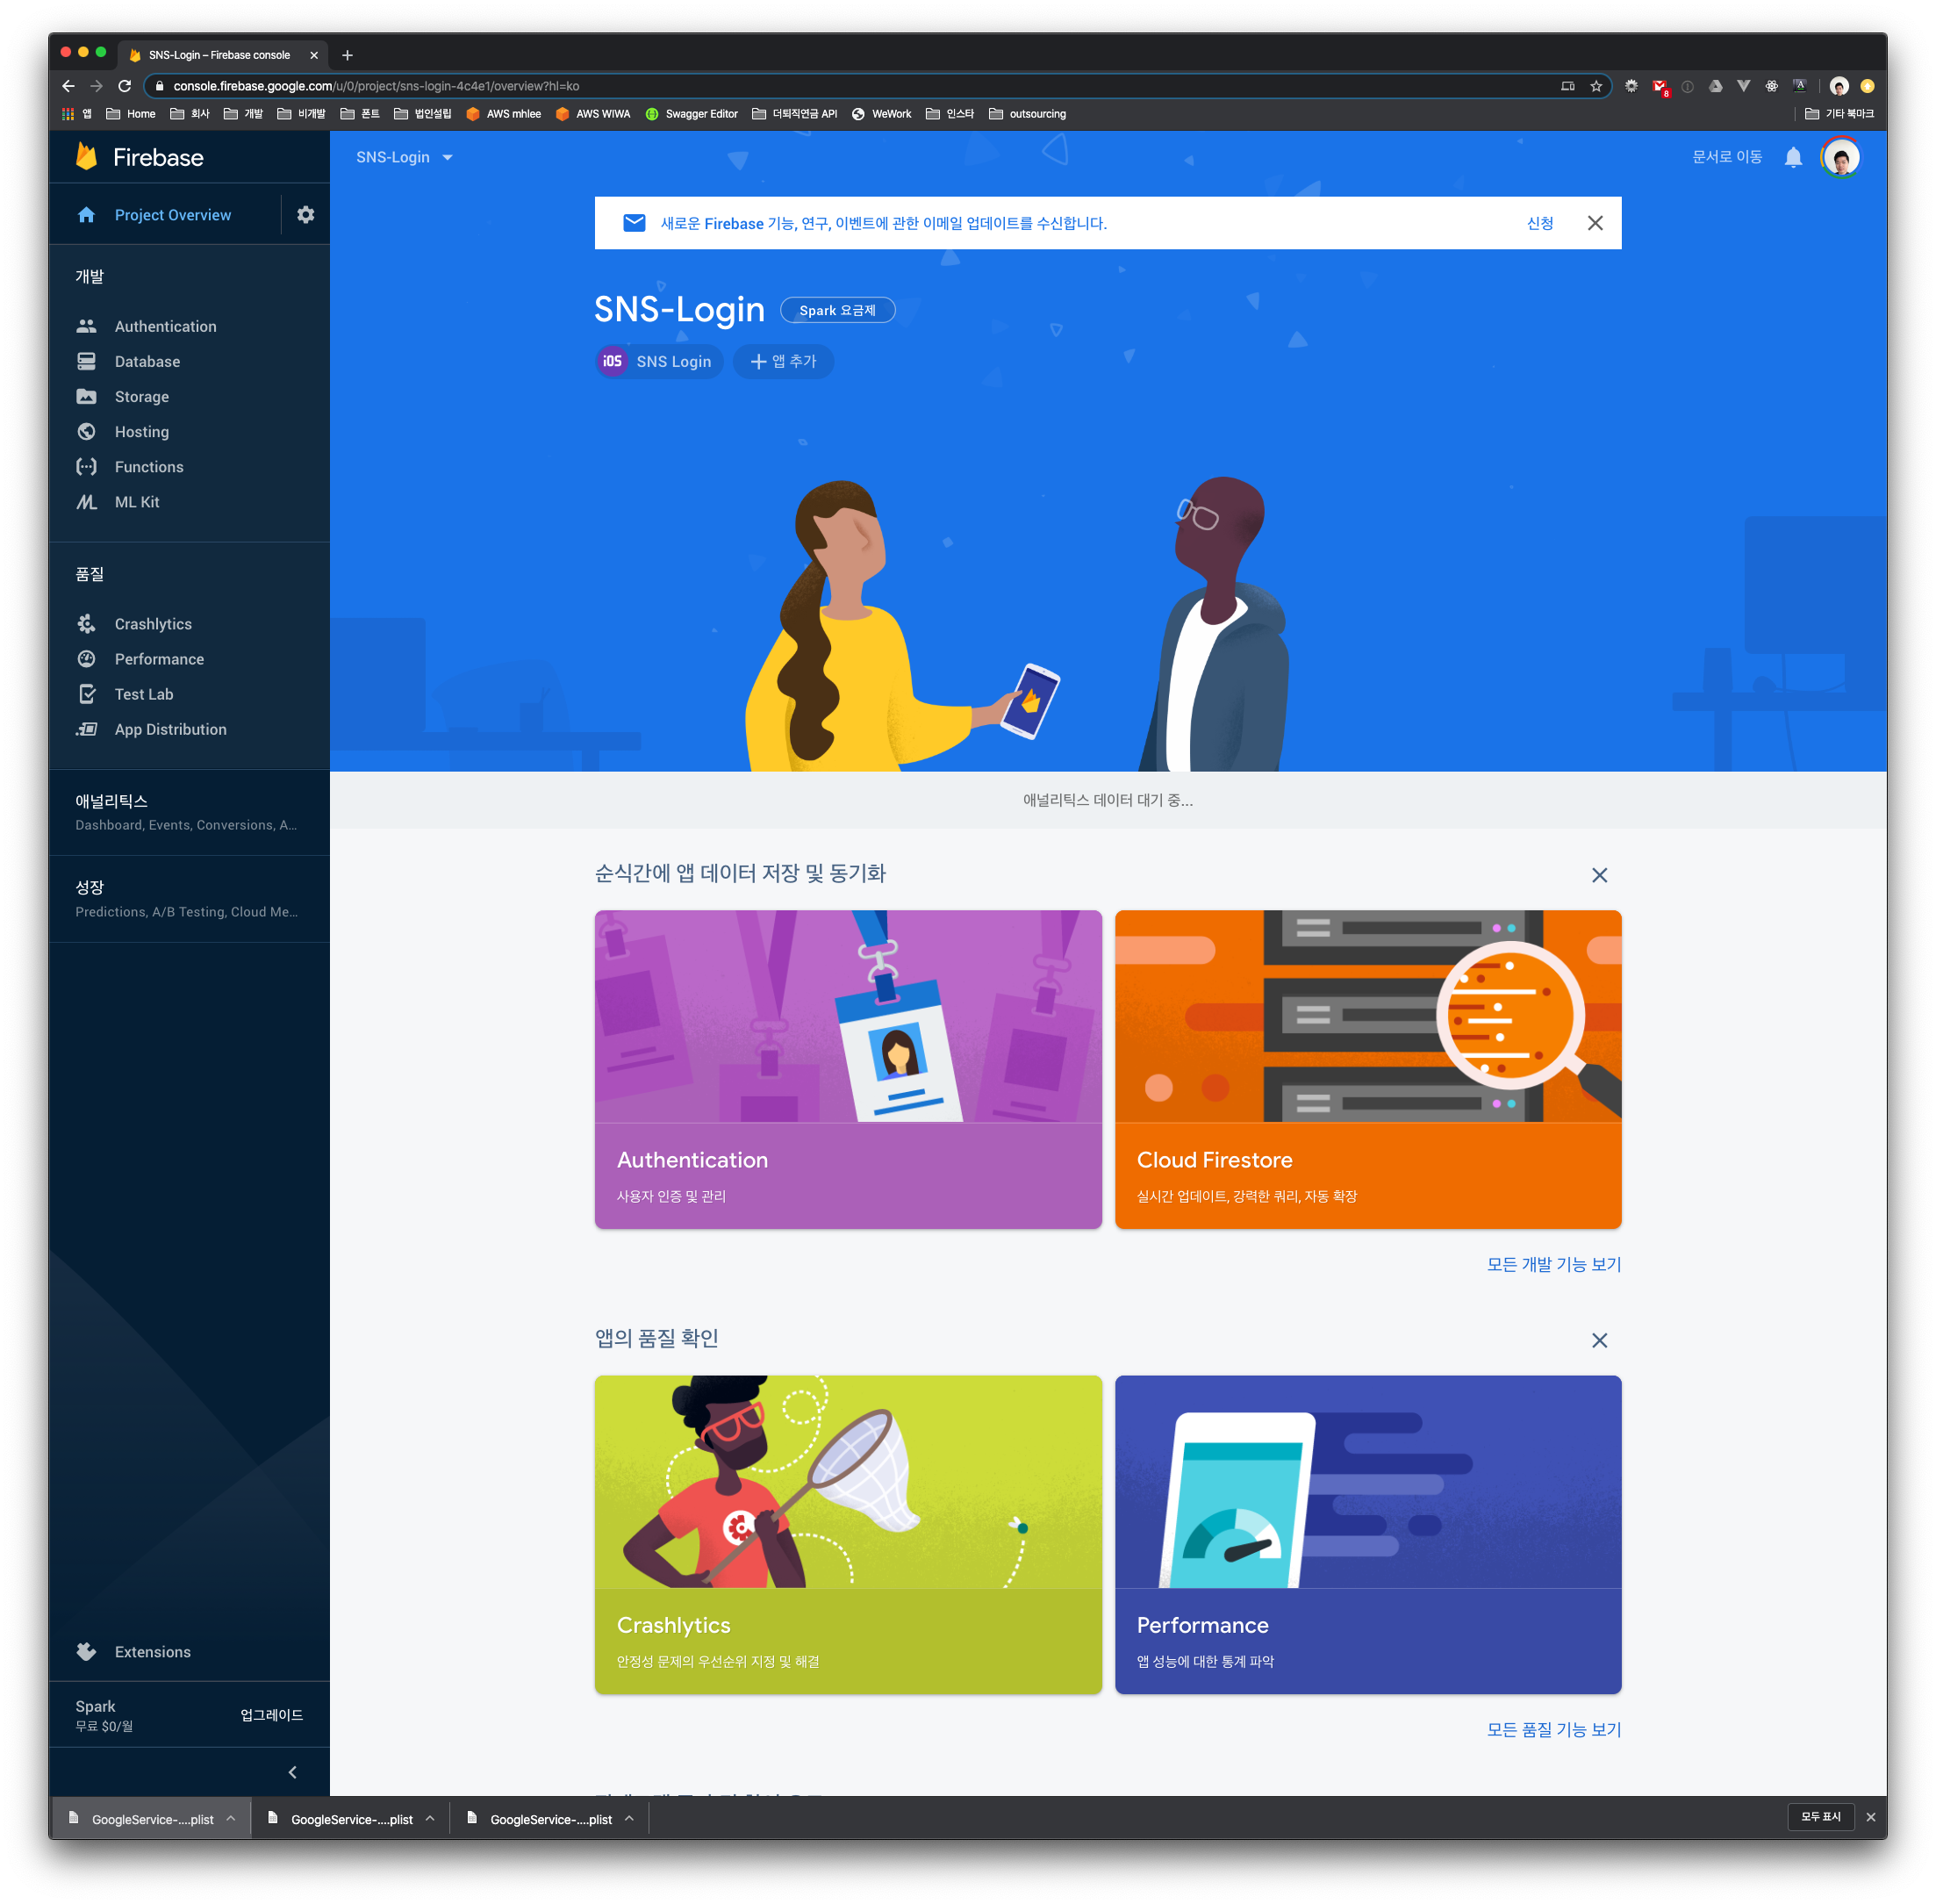 SNS-Login – Firebase console
console.firebase.google.com/u/0/project/sns-login-4c4e1/overview?hl=ko
8
앱 Home 회사 개발 비개발 폰트 법인설립 AWS mhlee AWS WIWA Swagger Editor 더퇴직연금 API WeWork 인스타 outsourcing 기타 북마크
Firebase
Project Overview
개발
Authentication
Database
Storage
Hosting
Functions
ML Kit
품질
Crashlytics
Performance
Test Lab
App Distribution
애널리틱스
Dashboard, Events, Conversions, A...
성장
Predictions, A/B Testing, Cloud Me...
Extensions
Spark
무료 $0/월
업그레이드
SNS-Login
문서로 이동
새로운 Firebase 기능, 연구, 이벤트에 관한 이메일 업데이트를 수신합니다.
신청
SNS-Login
Spark 요금제
iOS SNS Login
앱 추가
애널리틱스 데이터 대기 중...
순식간에 앱 데이터 저장 및 동기화
Authentication
사용자 인증 및 관리
Cloud Firestore
실시간 업데이트, 강력한 쿼리, 자동 확장
모든 개발 기능 보기
앱의 품질 확인
Crashlytics
안정성 문제의 우선순위 지정 및 해결
Performance
앱 성능에 대한 통계 파악
모든 품질 기능 보기
GoogleService-....plist
GoogleService-....plist
GoogleService-....plist
모두 표시